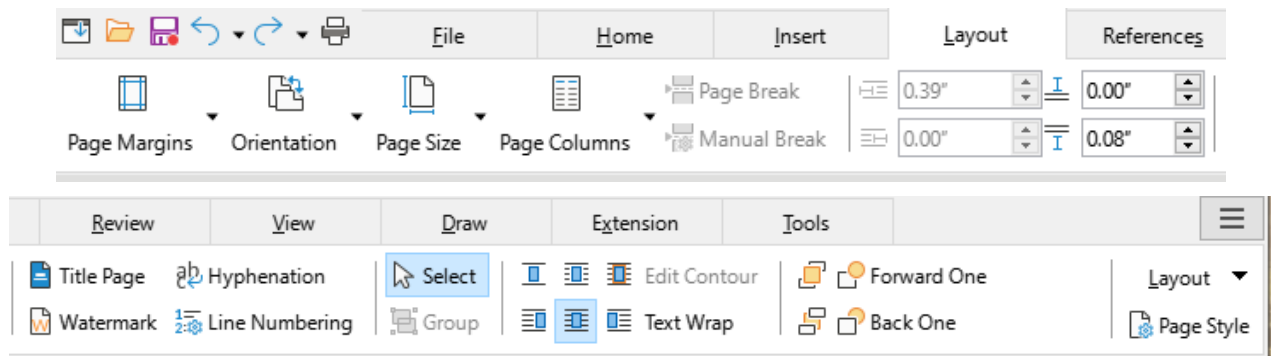 File Home Insert Layout References
Page Break 0.39" 0.00"
Page Margins Orientation Page Size Page Columns Manual Break 0.00" 0.08"
Review View Draw Extension Tools
Title Page Hyphenation Select Edit Contour Forward One Layout
Watermark Line Numbering Group Text Wrap Back One Page Style